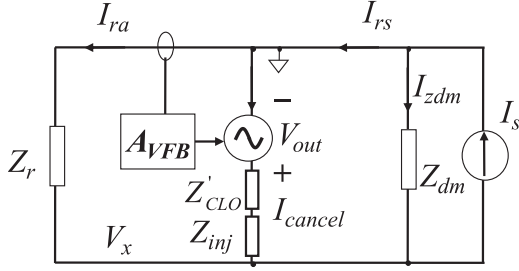 I_ra
I_rs
I_zdm
I_s
−
A_VFB
V_out
Z_r
+
Z'_CLO
Z_dm
I_cancel
Z_inj
V_x